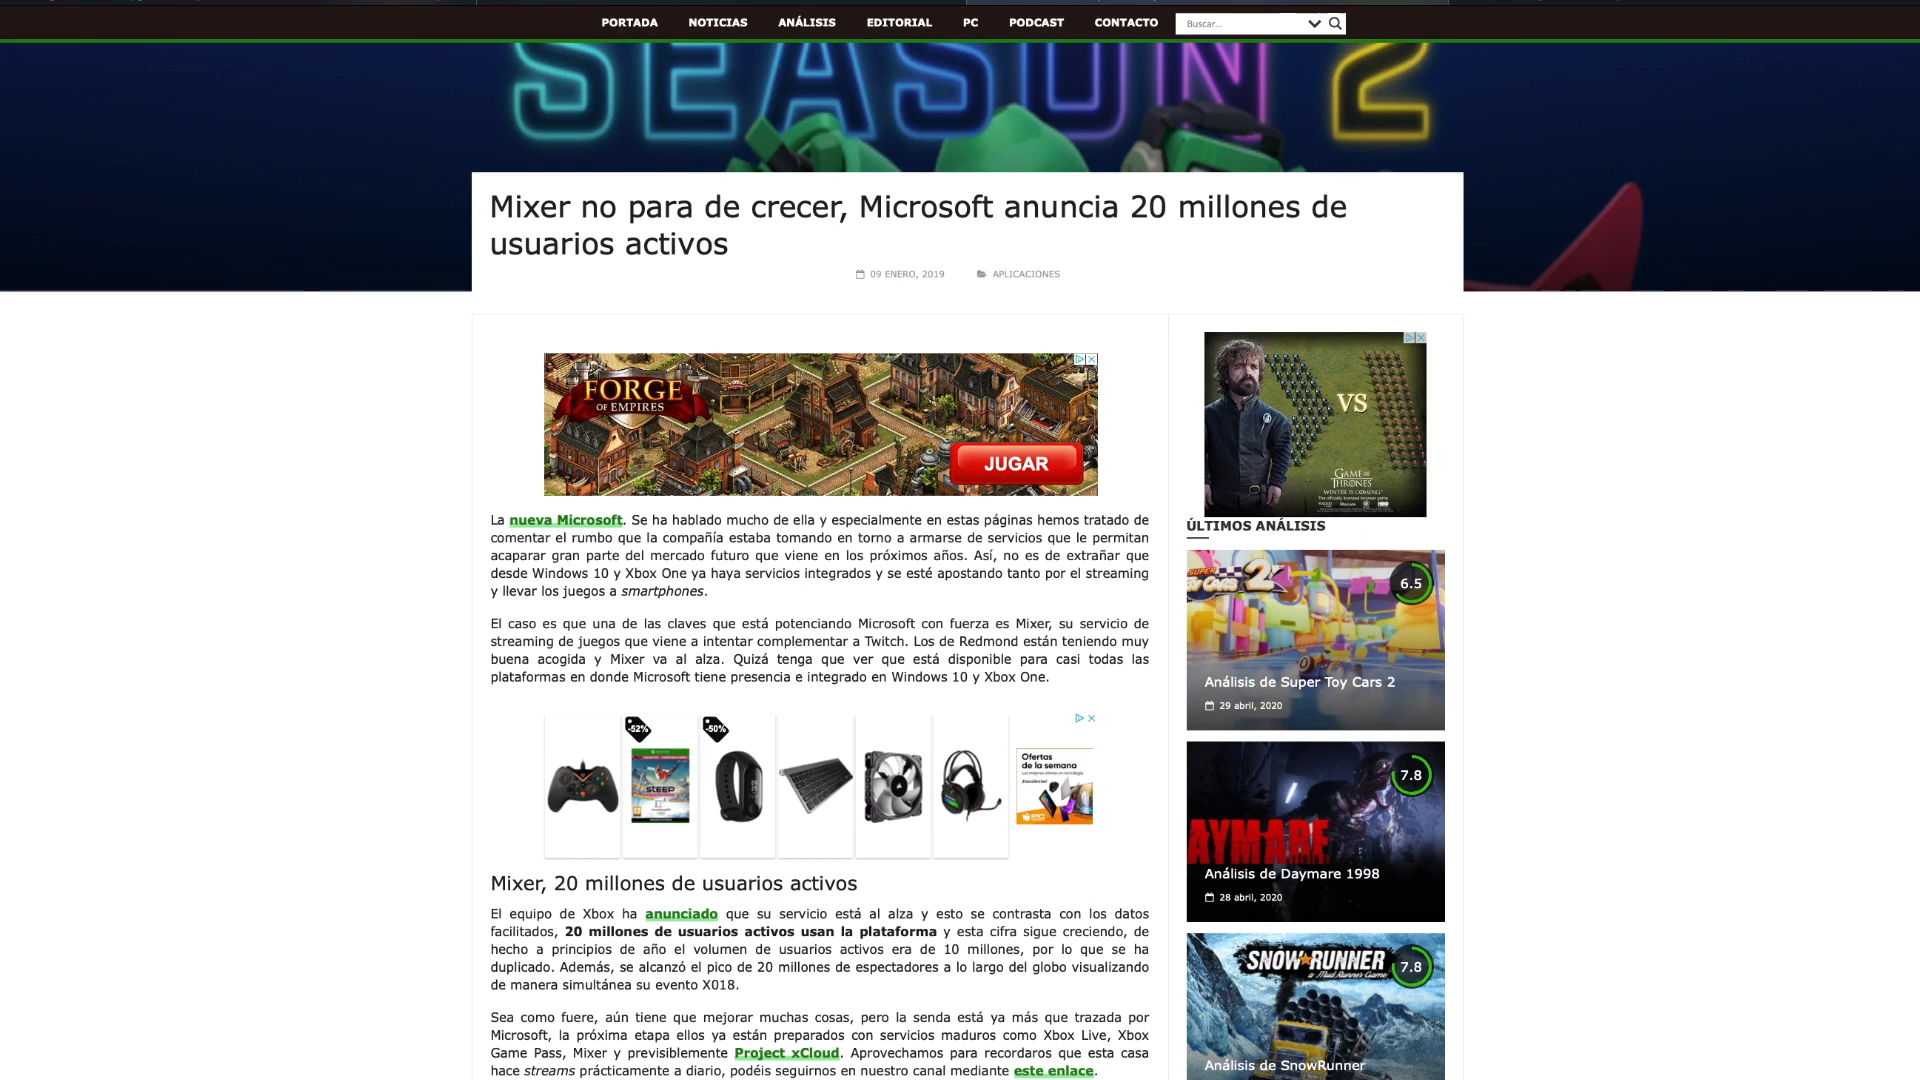 PORTADA NOTICIAS ANÁLISIS EDITORIAL PC PODCAST CONTACTO Buscar...
SEASON 2
Mixer no para de crecer, Microsoft anuncia 20 millones de
usuarios activos
09 ENERO, 2019 APLICACIONES
FORGE
OF EMPIRES
JUGAR
VS
GAME OF
THRONES
WINTER IS COMING
La nueva Microsoft. Se ha hablado mucho de ella y especialmente en estas páginas hemos tratado de
comentar el rumbo que la compañía estaba tomando en torno a armarse de servicios que le permitan
acaparar gran parte del mercado futuro que viene en los próximos años. Así, no es de extrañar que
desde Windows 10 y Xbox One ya haya servicios integrados y se esté apostando tanto por el streaming
y llevar los juegos a smartphones.
El caso es que una de las claves que está potenciando Microsoft con fuerza es Mixer, su servicio de
streaming de juegos que viene a intentar complementar a Twitch. Los de Redmond están teniendo muy
buena acogida y Mixer va al alza. Quizá tenga que ver que está disponible para casi todas las
plataformas en donde Microsoft tiene presencia e integrado en Windows 10 y Xbox One.
-52%
-50%
STEEP
Ofertas
de la semana
Mixer, 20 millones de usuarios activos
El equipo de Xbox ha anunciado que su servicio está al alza y esto se contrasta con los datos
facilitados, 20 millones de usuarios activos usan la plataforma y esta cifra sigue creciendo, de
hecho a principios de año el volumen de usuarios activos era de 10 millones, por lo que se ha
duplicado. Además, se alcanzó el pico de 20 millones de espectadores a lo largo del globo visualizando
de manera simultánea su evento X018.
Sea como fuere, aún tiene que mejorar muchas cosas, pero la senda está ya más que trazada por
Microsoft, la próxima etapa ellos ya están preparados con servicios maduros como Xbox Live, Xbox
Game Pass, Mixer y previsiblemente Project xCloud. Aprovechamos para recordaros que esta casa
hace streams prácticamente a diario, podéis seguirnos en nuestro canal mediante este enlace.
ÚLTIMOS ANÁLISIS
6.5
Análisis de Super Toy Cars 2
29 abril, 2020
7.8
AYMARE
Análisis de Daymare 1998
28 abril, 2020
SNOWRUNNER
a MudRunner Game
7.8
Análisis de SnowRunner